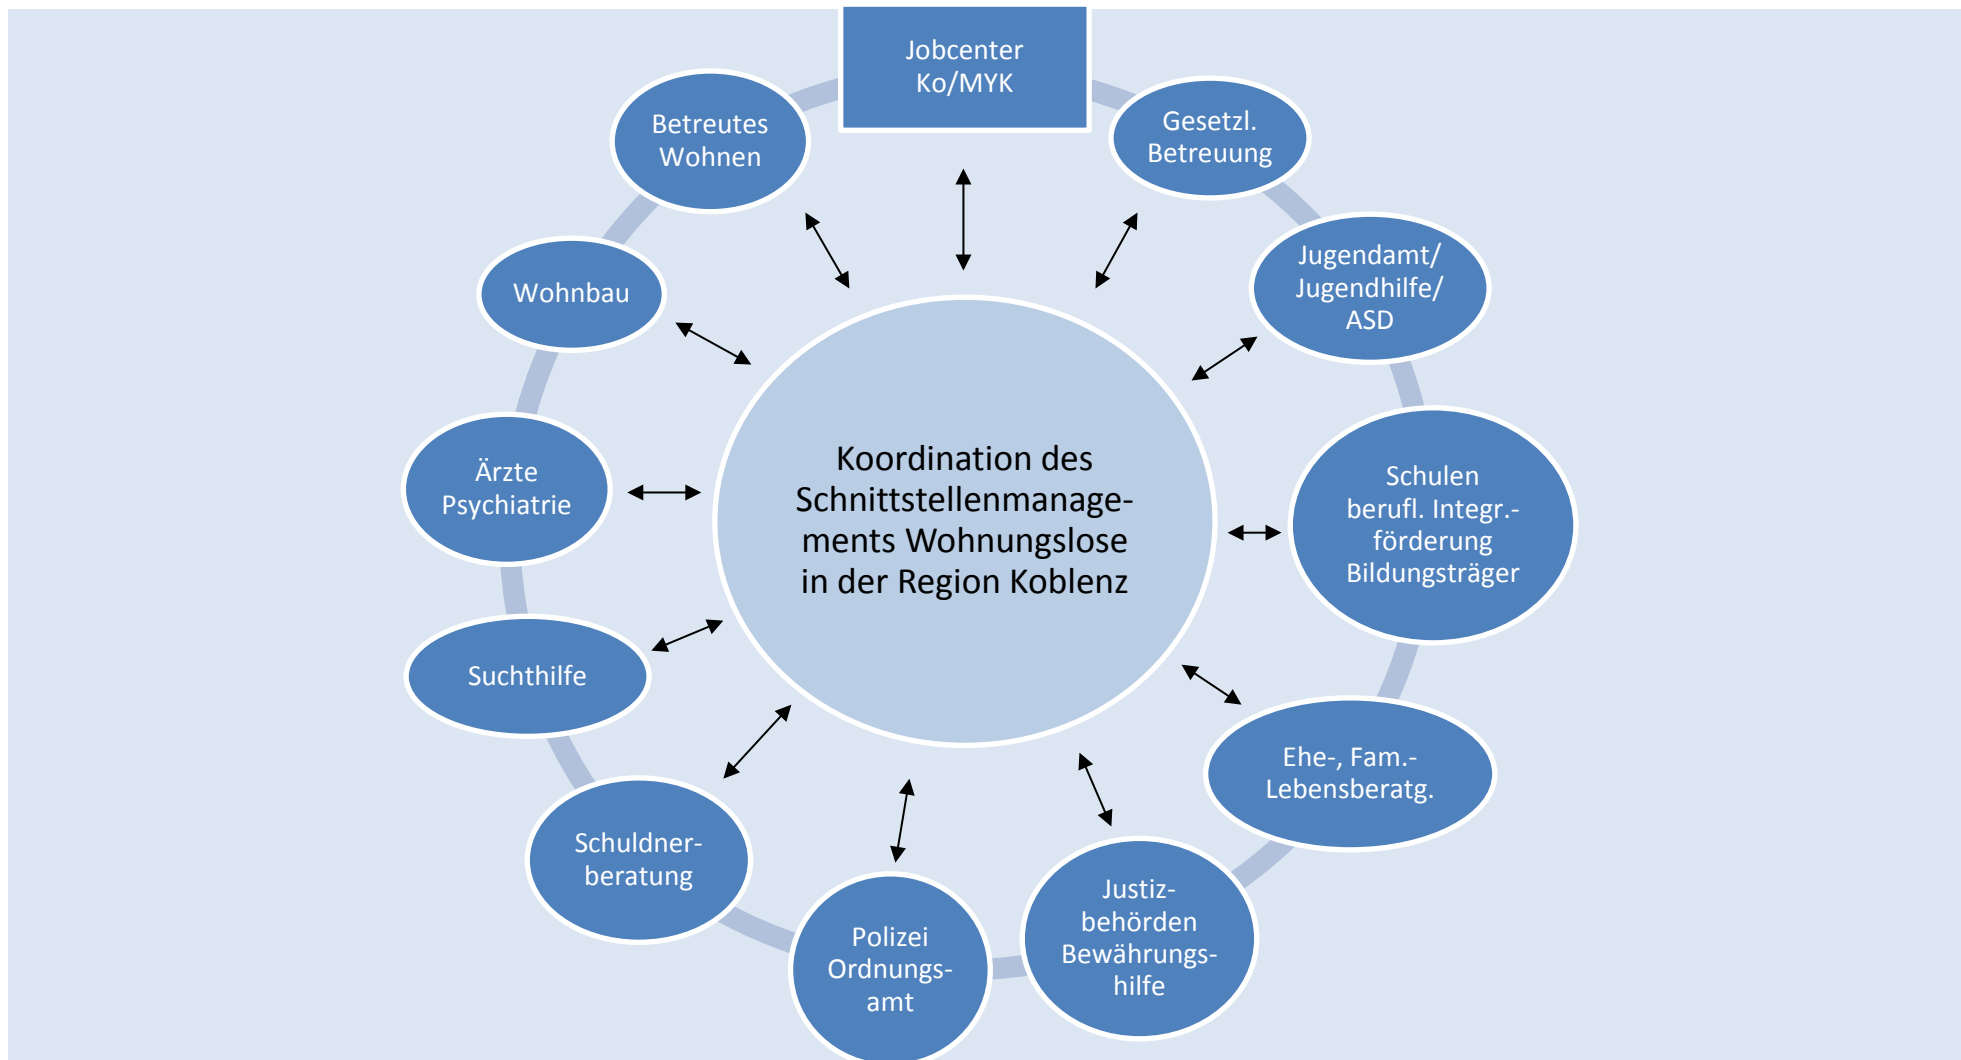 Jobcenter
Ko/MYK
Gesetzl.
Betreuung
Jugendamt/
Jugendhilfe/
ASD
Schulen
berufl. Integr.-
förderung
Bildungsträger
Ehe-, Fam.-
Lebensberatg.
Justiz-
behörden
Bewährungs-
hilfe
Polizei
Ordnungs-
amt
Schuldner-
beratung
Suchthilfe
Ärzte
Psychiatrie
Wohnbau
Betreutes
Wohnen
Koordination des
Schnittstellenmanage-
ments Wohnungslose
in der Region Koblenz